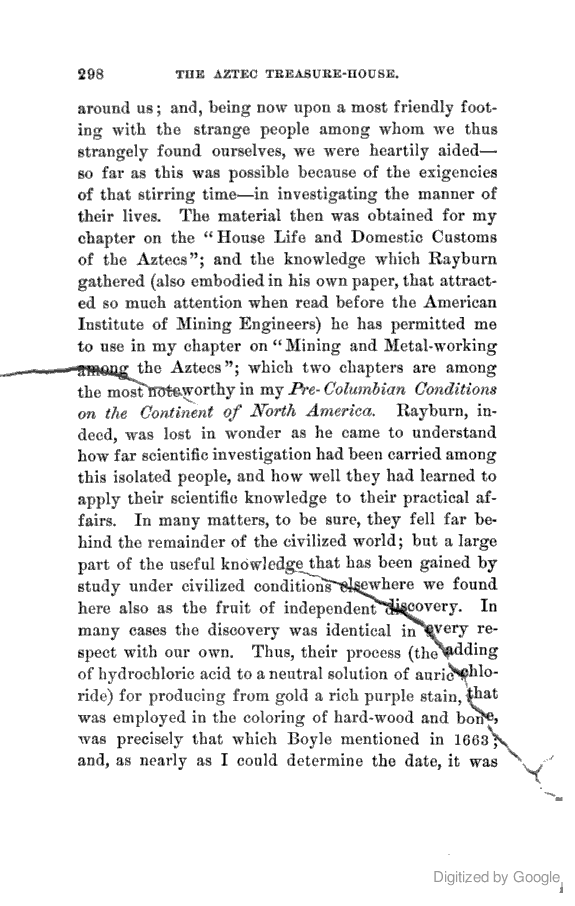 298 THE AZTEC TREASURE-HOUSE.
around us; and, being now upon a most friendly foot-
ing with the strange people among whom we thus
strangely found ourselves, we were heartily aided—
so far as this was possible because of the exigencies
of that stirring time—in investigating the manner of
their lives. The material then was obtained for my
chapter on the "House Life and Domestic Customs
of the Aztecs"; and the knowledge which Rayburn
gathered (also embodied in his own paper, that attract-
ed so much attention when read before the American
Institute of Mining Engineers) he has permitted me
to use in my chapter on "Mining and Metal-working
among the Aztecs"; which two chapters are among
the most noteworthy in my Pre-Columbian Conditions
on the Continent of North America. Rayburn, in-
deed, was lost in wonder as he came to understand
how far scientific investigation had been carried among
this isolated people, and how well they had learned to
apply their scientific knowledge to their practical af-
fairs. In many matters, to be sure, they fell far be-
hind the remainder of the civilized world; but a large
part of the useful knowledge that has been gained by
study under civilized conditions elsewhere we found
here also as the fruit of independent discovery. In
many cases the discovery was identical in every re-
spect with our own. Thus, their process (the adding
of hydrochloric acid to a neutral solution of auric chlo-
ride) for producing from gold a rich purple stain, that
was employed in the coloring of hard-wood and bone,
was precisely that which Boyle mentioned in 1663;
and, as nearly as I could determine the date, it was
Digitized by Google